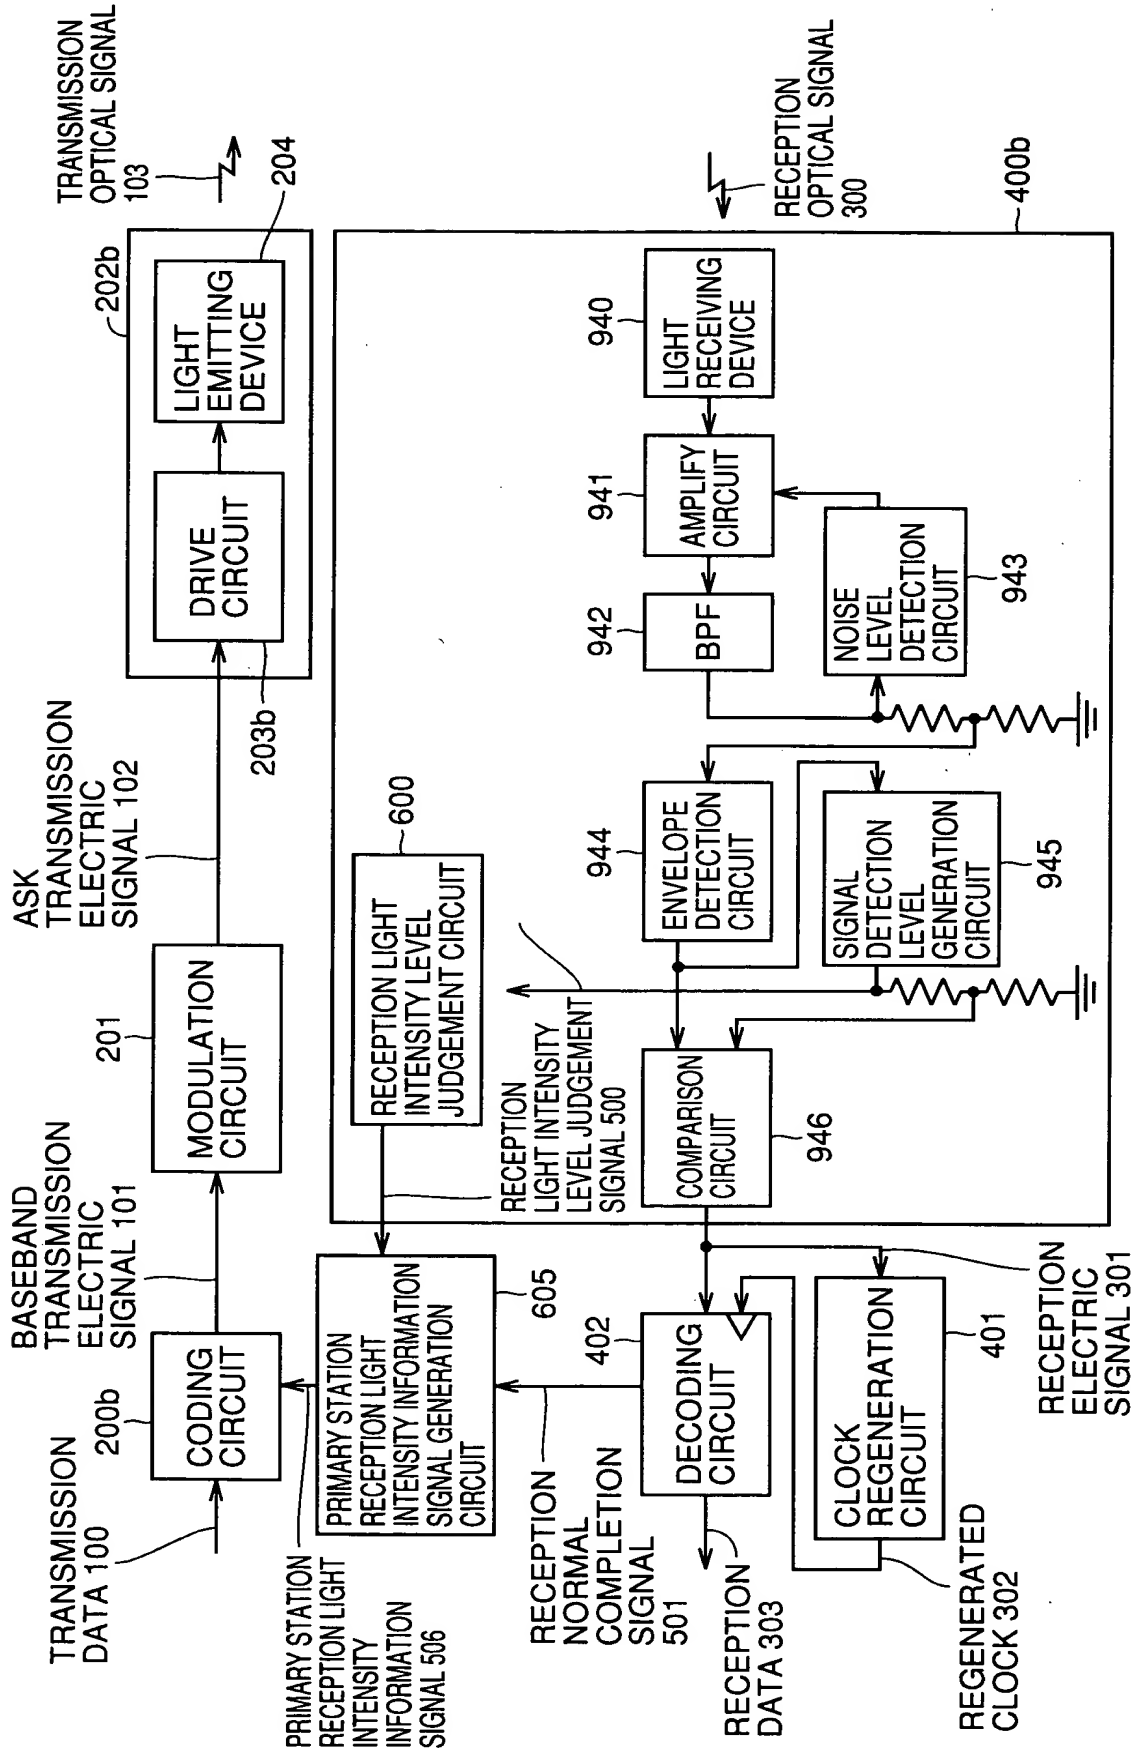 TRANSMISSION
DATA 100
200b
CODING
CIRCUIT
BASEBAND
TRANSMISSION
ELECTRIC
SIGNAL 101
201
MODULATION
CIRCUIT
ASK
TRANSMISSION
ELECTRIC
SIGNAL 102
203b
DRIVE
CIRCUIT
202b
LIGHT
EMITTING
DEVICE
204
TRANSMISSION
OPTICAL SIGNAL
103
PRIMARY STATION
RECEPTION LIGHT
INTENSITY
INFORMATION
SIGNAL 506
PRIMARY STATION
RECEPTION LIGHT
INTENSITY INFORMATION
SIGNAL GENERATION
CIRCUIT
605
RECEPTION LIGHT
INTENSITY LEVEL
JUDGEMENT CIRCUIT
600
RECEPTION
LIGHT INTENSITY
LEVEL JUDGEMENT
SIGNAL 500
RECEPTION
NORMAL
COMPLETION
SIGNAL
501
402
DECODING
CIRCUIT
RECEPTION
DATA 303
COMPARISON
CIRCUIT
946
944
ENVELOPE
DETECTION
CIRCUIT
942
BPF
941
AMPLIFY
CIRCUIT
940
LIGHT
RECEIVING
DEVICE
RECEPTION
OPTICAL SIGNAL
300
400b
CLOCK
REGENERATION
CIRCUIT
401
REGENERATED
CLOCK 302
RECEPTION
ELECTRIC
SIGNAL 301
SIGNAL
DETECTION
LEVEL
GENERATION
CIRCUIT
945
NOISE
LEVEL
DETECTION
CIRCUIT
943